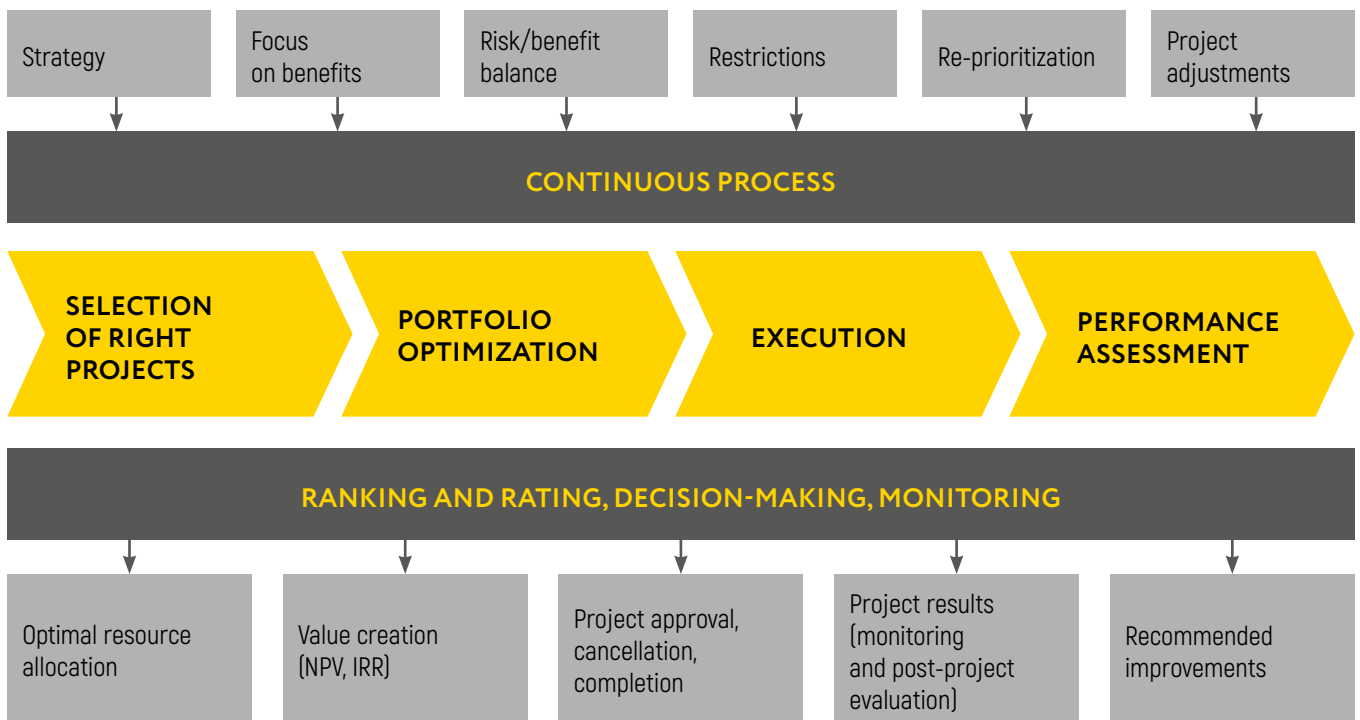 Strategy
Focus
on benefits
Risk/benefit
balance
Restrictions
Re-prioritization
Project
adjustments
CONTINUOUS PROCESS
SELECTION
OF RIGHT
PROJECTS
PORTFOLIO
OPTIMIZATION
EXECUTION
PERFORMANCE
ASSESSMENT
RANKING AND RATING, DECISION-MAKING, MONITORING
Optimal resource
allocation
Value creation
(NPV, IRR)
Project approval,
cancellation,
completion
Project results
(monitoring
and post-project
evaluation)
Recommended
improvements